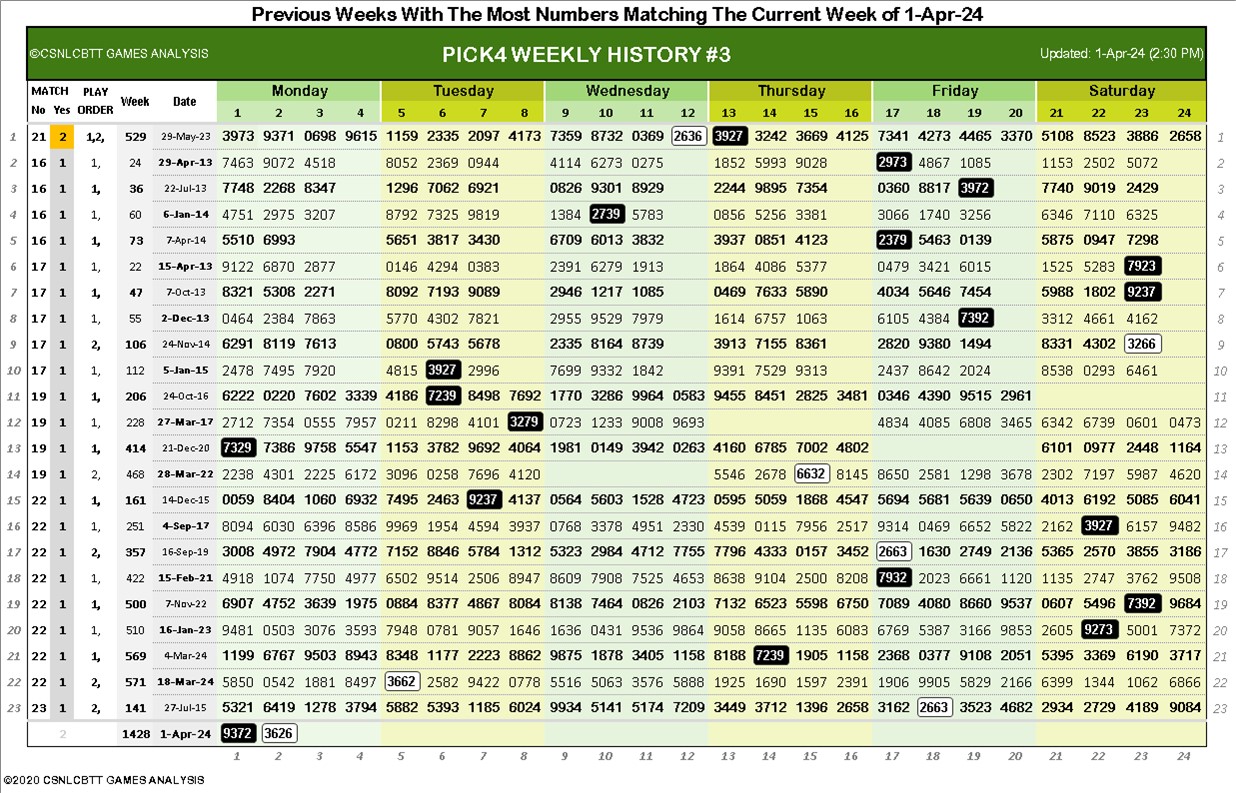 Previous Weeks With The Most Numbers Matching The Current Week of 1-Apr-24
©CSNLCBTT GAMES ANALYSIS PICK4 WEEKLY HISTORY #3 Updated: 1-Apr-24 (2:30 PM)
MATCH PLAY Week Date Monday Tuesday Wednesday Thursday Friday Saturday
No Yes ORDER 1 2 3 4 5 6 7 8 9 10 11 12 13 14 15 16 17 18 19 20 21 22 23 24
1 21 2 1,2, 529 29-May-23 3973 9371 0698 9615 1159 2335 2097 4173 7359 8732 0369 2636 3927 3242 3669 4125 7341 4273 4465 3370 5108 8523 3886 2658 1
2 16 1 1, 24 29-Apr-13 7463 9072 4518 8052 2369 0944 4114 6273 0275 1852 5993 9028 2973 4867 1085 1153 2502 5072 2
3 16 1 1, 36 22-Jul-13 7748 2268 8347 1296 7062 6921 0826 9301 8929 2244 9895 7354 0360 8817 3972 7740 9019 2429 3
4 16 1 1, 60 6-Jan-14 4751 2975 3207 8792 7325 9819 1384 2739 5783 0856 5256 3381 3066 1740 3256 6346 7110 6325 4
5 16 1 1, 73 7-Apr-14 5510 6993 5651 3817 3430 6709 6013 3832 3937 0851 4123 2379 5463 0139 5875 0947 7298 5
6 17 1 1, 22 15-Apr-13 9122 6870 2877 0146 4294 0383 2391 6279 1913 1864 4086 5377 0479 3421 6015 1525 5283 7923 6
7 17 1 1, 47 7-Oct-13 8321 5308 2271 8092 7193 9089 2946 1217 1085 0469 7633 5890 4034 5646 7454 5988 1802 9237 7
8 17 1 1, 55 2-Dec-13 0464 2384 7863 5770 4302 7821 2955 9529 7979 1614 6757 1063 6105 4384 7392 3312 4661 4162 8
9 17 1 2, 106 24-Nov-14 6291 8119 7613 0800 5743 5678 2335 8164 8739 3913 7155 8361 2820 9380 1494 8331 4302 3266 9
10 17 1 1, 112 5-Jan-15 2478 7495 7920 4815 3927 2996 7699 9332 1842 9391 7529 9313 2437 8642 2024 8538 0293 6461 10
11 19 1 1, 206 24-Oct-16 6222 0220 7602 3339 4186 7239 8498 7692 1770 3286 9964 0583 9455 8451 2825 3481 0346 4390 9515 2961 11
12 19 1 1, 228 27-Mar-17 2712 7354 0555 7957 0211 8298 4101 3279 0723 1233 9008 9693 4834 4085 6808 3465 6342 6739 0601 0473 12
13 19 1 1, 414 21-Dec-20 7329 7386 9758 5547 1153 3782 9692 4064 1981 0149 3942 0263 4160 6785 7002 4802 6101 0977 2448 1164 13
14 19 1 2, 468 28-Mar-22 2238 4301 2225 6172 3096 0258 7696 4120 5546 2678 6632 8145 8650 2581 1298 3678 2302 7197 5987 4620 14
15 22 1 1, 161 14-Dec-15 0059 8404 1060 6932 7495 2463 9237 4137 0564 5603 1528 4723 0595 5059 1868 4547 5694 5681 5639 0650 4013 6192 5085 6041 15
16 22 1 1, 251 4-Sep-17 8094 6030 6396 8586 9969 1954 4594 3937 0768 3378 4951 2330 4539 0115 7956 2517 9314 0469 6652 5822 2162 3927 6157 9482 16
17 22 1 2, 357 16-Sep-19 3008 4972 7904 4772 7152 8846 5784 1312 5323 2984 4712 7755 7796 4333 0157 3452 2663 1630 2749 2136 5365 2570 3855 3186 17
18 22 1 1, 422 15-Feb-21 4918 1074 7750 4977 6502 9514 2506 8947 8609 7908 7525 4653 8638 9104 2500 8208 7932 2023 6661 1120 1135 2747 3762 9508 18
19 22 1 1, 500 7-Nov-22 6907 4752 3639 1975 0884 8377 4867 8084 8138 7464 0826 2103 7132 6523 5598 6750 7089 4080 8660 9537 0607 5496 7392 9684 19
20 22 1 1, 510 16-Jan-23 9481 0503 3076 3593 7948 0781 9057 1646 1636 0431 9536 9864 9058 8665 1135 6083 6769 5387 3166 9853 2605 9273 5001 7372 20
21 22 1 1, 569 4-Mar-24 1199 6767 9503 8943 8348 1177 2223 8862 9875 1878 3405 1158 8188 7239 1905 1158 2368 0377 9108 2051 5395 3369 6190 3717 21
22 22 1 2, 571 18-Mar-24 5850 0542 1881 8497 3662 2582 9422 0778 5516 5063 3576 5888 1925 1690 1597 2391 1906 9905 5829 2166 6399 1344 1062 6866 22
23 23 1 2, 141 27-Jul-15 5321 6419 1278 3794 5882 5393 1185 6024 9934 5141 5174 7209 3449 3712 1396 2658 3162 2663 3523 4682 2934 2729 4189 9084 23
2 1428 1-Apr-24 9372 3626
1 2 3 4 5 6 7 8 9 10 11 12 13 14 15 16 17 18 19 20 21 22 23 24
©2020 CSNLCBTT GAMES ANALYSIS